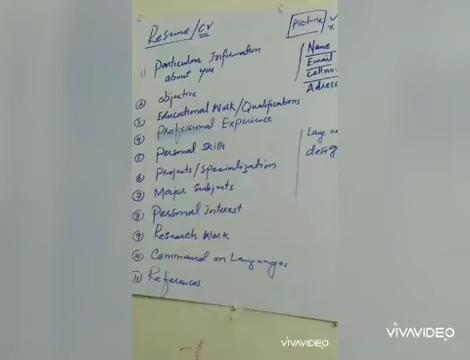 Resume/CV
Picture ✓
x
1) Particulars Information
about you
Name
Email
Cell no
Adress
② objective
③ Educational Work/Qualifications
④ Professional Experience
⑤ Personal skills
⑥ Projects/Specialization
⑦ Major Subjects
⑧ Personal Interest
⑨ Research Work
⑩ Command on Languages
11) References
Lay
desig
VIVAVIDEO
VIVAVIDEO